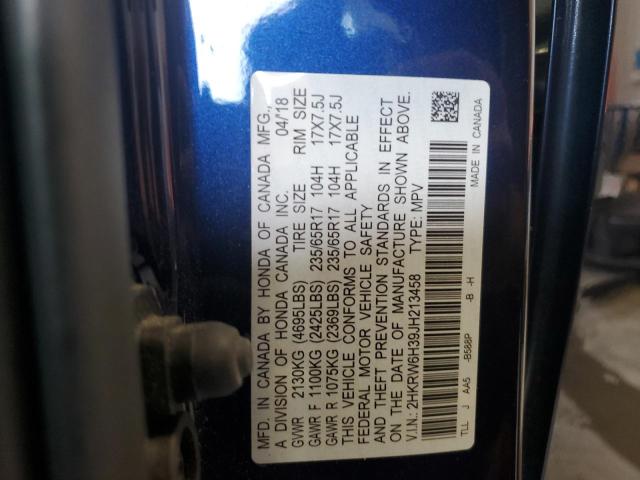 MFD. IN CANADA BY HONDA OF CANADA MFG.,
A DIVISION OF HONDA CANADA INC. 04/18
GVWR 2130KG (4695LBS) TIRE SIZE RIM SIZE
GAWR F 1100KG (2425LBS) 235/65R17 104H 17X7.5J
GAWR R 1075KG (2369LBS) 235/65R17 104H 17X7.5J
THIS VEHICLE CONFORMS TO ALL APPLICABLE
FEDERAL MOTOR VEHICLE SAFETY
AND THEFT PREVENTION STANDARDS IN EFFECT
ON THE DATE OF MANUFACTURE SHOWN ABOVE.
V.I.N.: 2HKRW6H39JH213458 TYPE: MPV
TLL J AA5 -B588P -B -H MADE IN CANADA